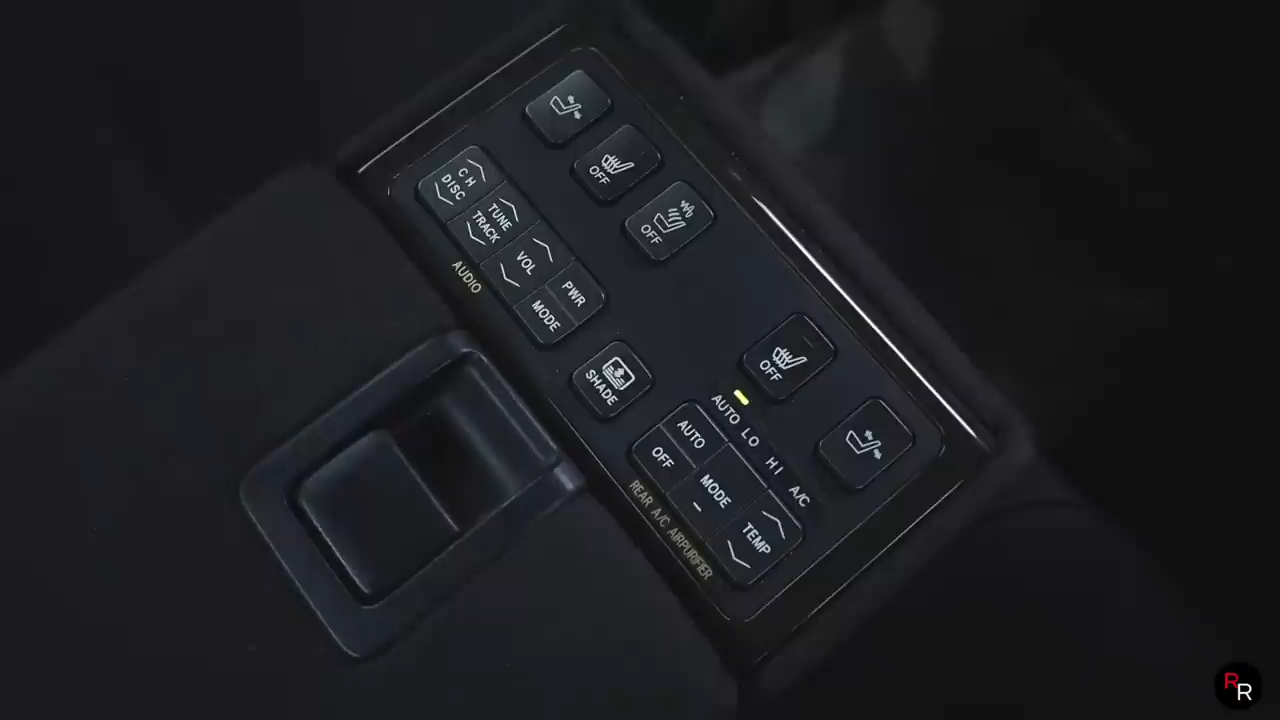 CH
DISC
TUNE
TRACK
VOL
PWR
MODE
AUDIO
OFF
OFF
SHADE
OFF
AUTO LO HI A/C
AUTO
OFF
MODE
TEMP
REAR A/C AIRPURIFIER
RR